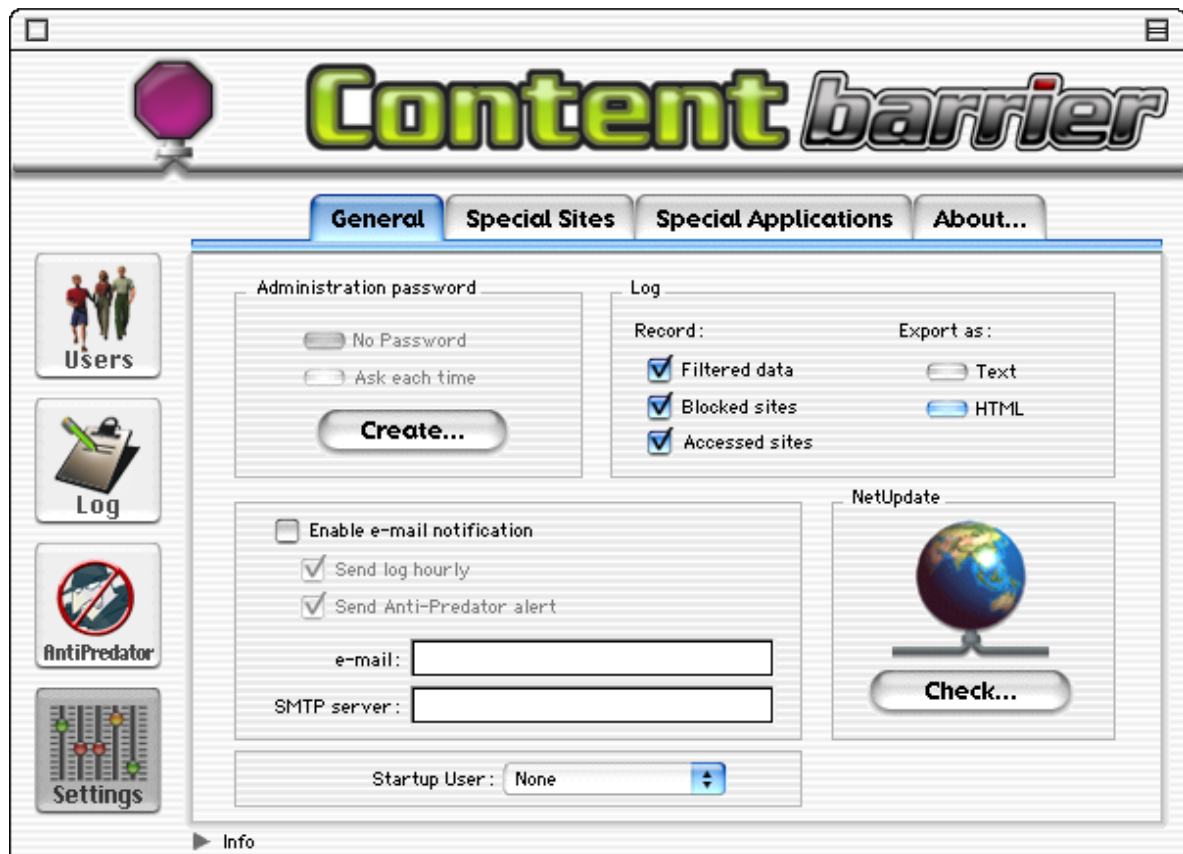 Content barrier
General Special Sites Special Applications About...
Users
Log
AntiPredator
Settings
Administration password
No Password
Ask each time
Create...
Log
Record: Export as:
Filtered data Text
Blocked sites HTML
Accessed sites
Enable e-mail notification
Send log hourly
Send Anti-Predator alert
e-mail:
SMTP server:
NetUpdate
Check...
Startup User: None
Info